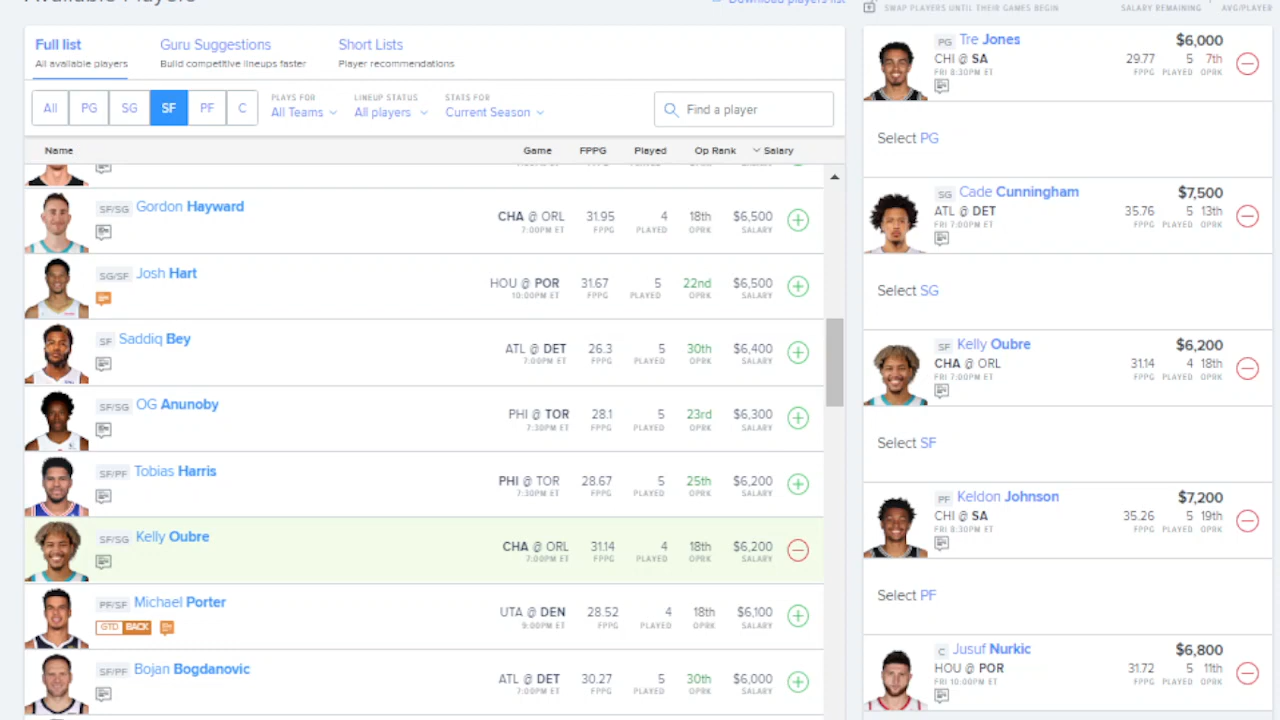 SWAP PLAYERS UNTIL THEIR GAMES BEGIN SALARY REMAINING AVG/PLAYER
Full list Guru Suggestions Short Lists
All available players Build competitive lineups faster Player recommendations
All PG SG SF PF C
PLAYS FOR LINEUP STATUS STATS FOR
All Teams All players Current Season
Find a player
Name Game FPPG Played Op Rank Salary
SF/SG Gordon Hayward CHA @ ORL 31.95 4 18th $6,500
7:00PM ET FPPG PLAYED OPRK SALARY
SG/SF Josh Hart HOU @ POR 31.67 5 22nd $6,500
10:00PM ET FPPG PLAYED OPRK SALARY
SF Saddiq Bey ATL @ DET 26.3 5 30th $6,400
7:00PM ET FPPG PLAYED OPRK SALARY
SF/SG OG Anunoby PHI @ TOR 28.1 5 23rd $6,300
7:30PM ET FPPG PLAYED OPRK SALARY
SF/PF Tobias Harris PHI @ TOR 28.67 5 25th $6,200
7:30PM ET FPPG PLAYED OPRK SALARY
SF/SG Kelly Oubre CHA @ ORL 31.14 4 18th $6,200
7:00PM ET FPPG PLAYED OPRK SALARY
PF/SF Michael Porter UTA @ DEN 28.52 4 18th $6,100
GTD BACK 9:00PM ET FPPG PLAYED OPRK SALARY
SF/PF Bojan Bogdanovic ATL @ DET 30.27 5 30th $6,000
7:00PM ET FPPG PLAYED OPRK SALARY
PG Tre Jones $6,000
CHI @ SA 29.77 5 7th
FRI 8:30PM ET FPPG PLAYED OPRK
Select PG
SG Cade Cunningham $7,500
ATL @ DET 35.76 5 13th
FRI 7:00PM ET FPPG PLAYED OPRK
Select SG
SF Kelly Oubre $6,200
CHA @ ORL 31.14 4 18th
FRI 7:00PM ET FPPG PLAYED OPRK
Select SF
PF Keldon Johnson $7,200
CHI @ SA 35.26 5 19th
FRI 8:30PM ET FPPG PLAYED OPRK
Select PF
C Jusuf Nurkic $6,800
HOU @ POR 31.72 5 11th
FRI 10:00PM ET FPPG PLAYED OPRK